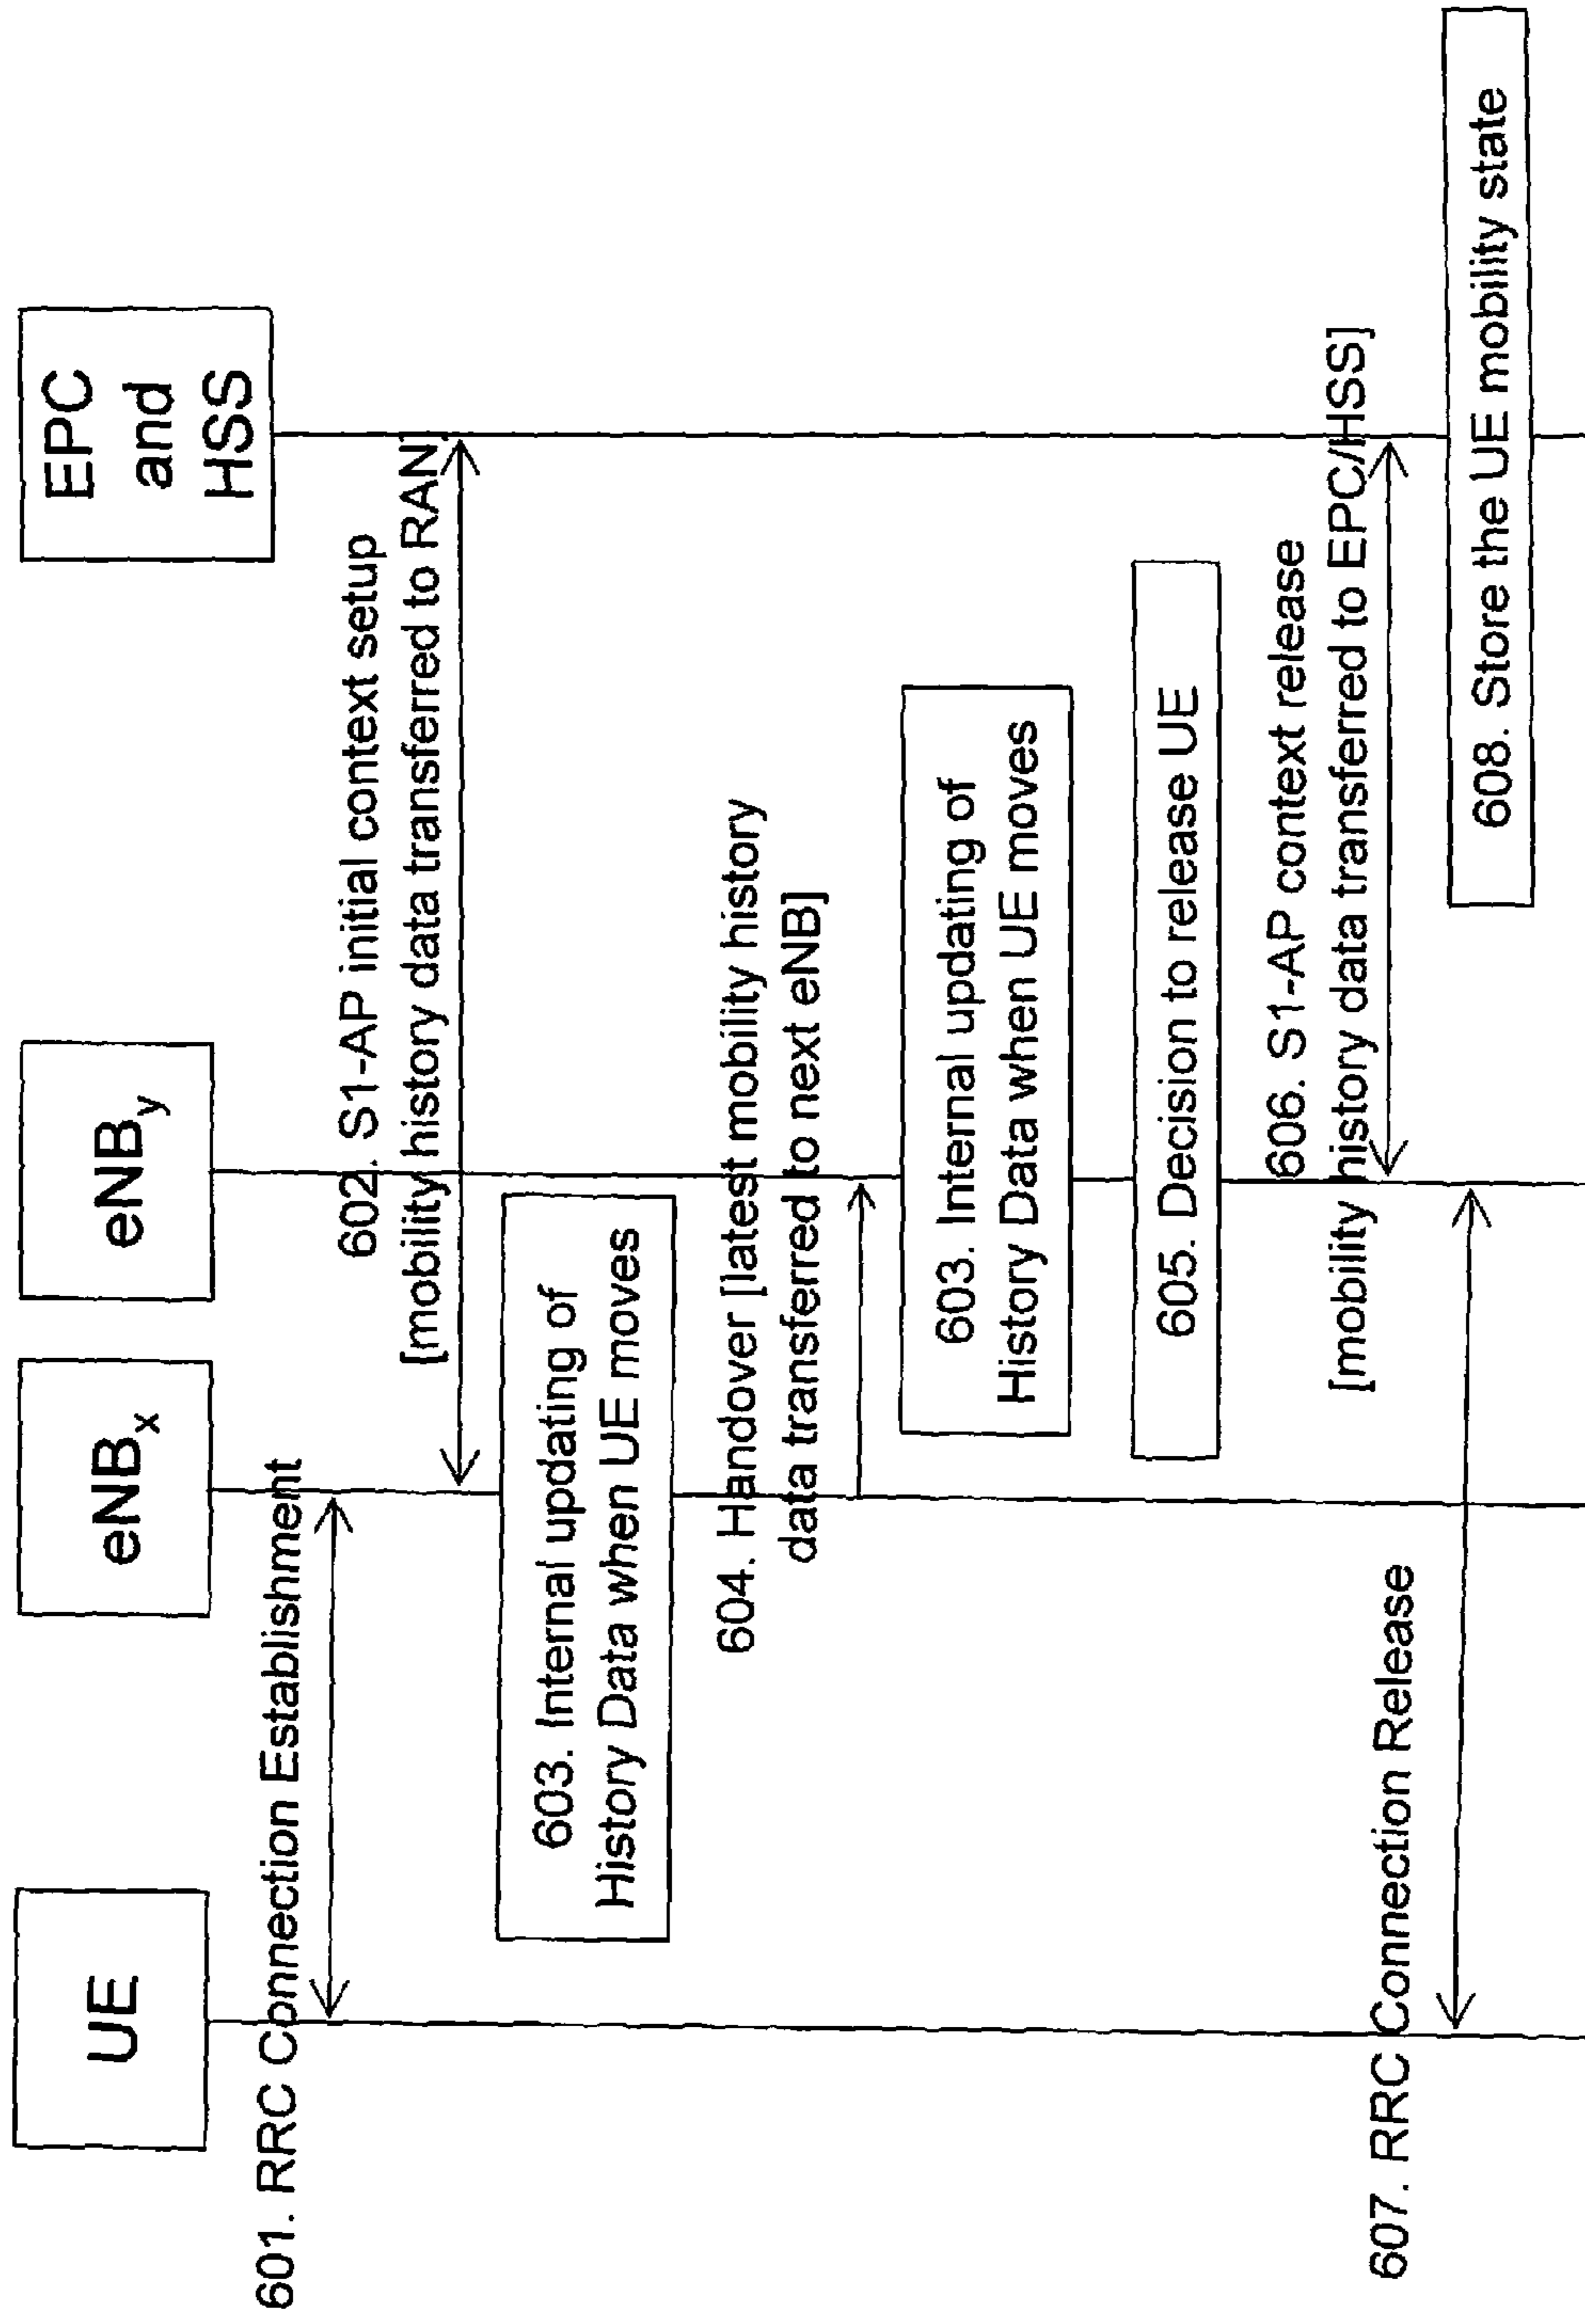 UE
eNBx
eNBy
EPC
and
HSS
601. RRC Connection Establishment
602. S1-AP initial context setup
[mobility history data transferred to RAN]
603. Internal updating of
History Data when UE moves
604. Handover [latest mobility history
data transferred to next eNB]
603. Internal updating of
History Data when UE moves
605. Decision to release UE
606. S1-AP context release
[mobility history data transferred to EPC/HSS]
607. RRC Connection Release
608. Store the UE mobility state